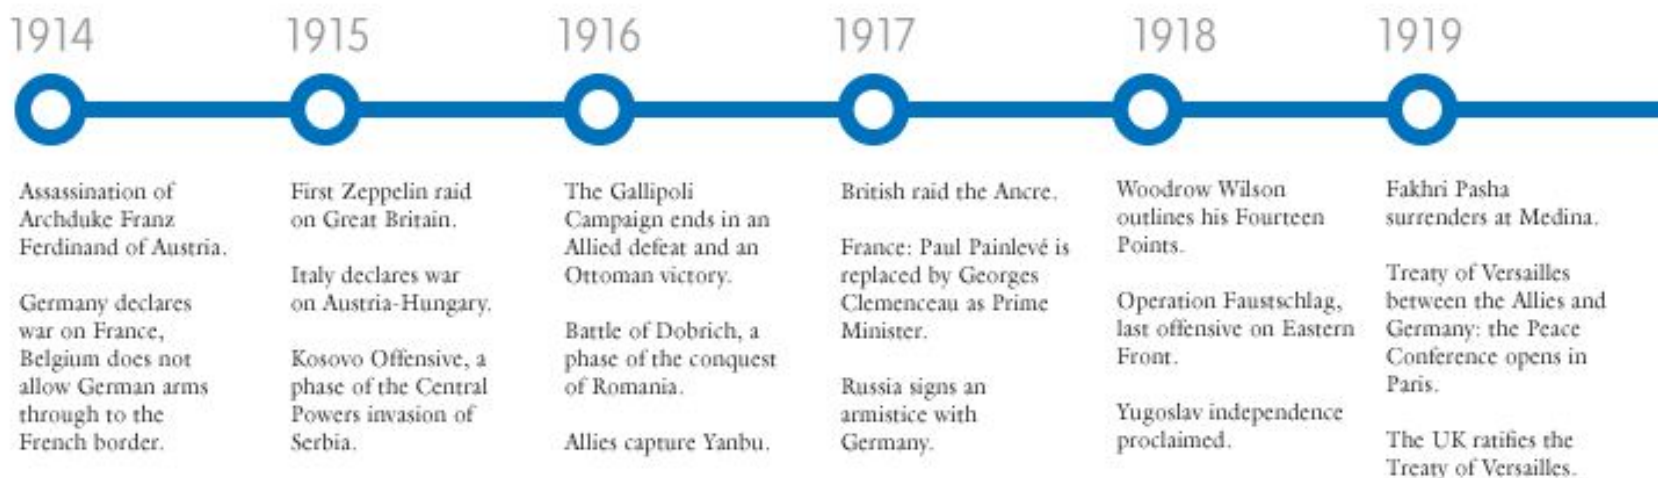 1914
Assassination of
Archduke Franz
Ferdinand of Austria.
Germany declares
war on France,
Belgium does not
allow German arms
through to the
French border.
1915
First Zeppelin raid
on Great Britain.
Italy declares war
on Austria-Hungary.
Kosovo Offensive, a
phase of the Central
Powers invasion of
Serbia.
1916
The Gallipoli
Campaign ends in an
Allied defeat and an
Ottoman victory.
Battle of Dobrich, a
phase of the conquest
of Romania.
Allies capture Yanbu.
1917
British raid the Ancre.
France: Paul Painlevé is
replaced by Georges
Clemenceau as Prime
Minister.
Russia signs an
armistice with
Germany.
1918
Woodrow Wilson
outlines his Fourteen
Points.
Operation Faustschlag,
last offensive on Eastern
Front.
Yugoslav independence
proclaimed.
1919
Fakhri Pasha
surrenders at Medina.
Treaty of Versailles
between the Allies and
Germany: the Peace
Conference opens in
Paris.
The UK ratifies the
Treaty of Versailles.